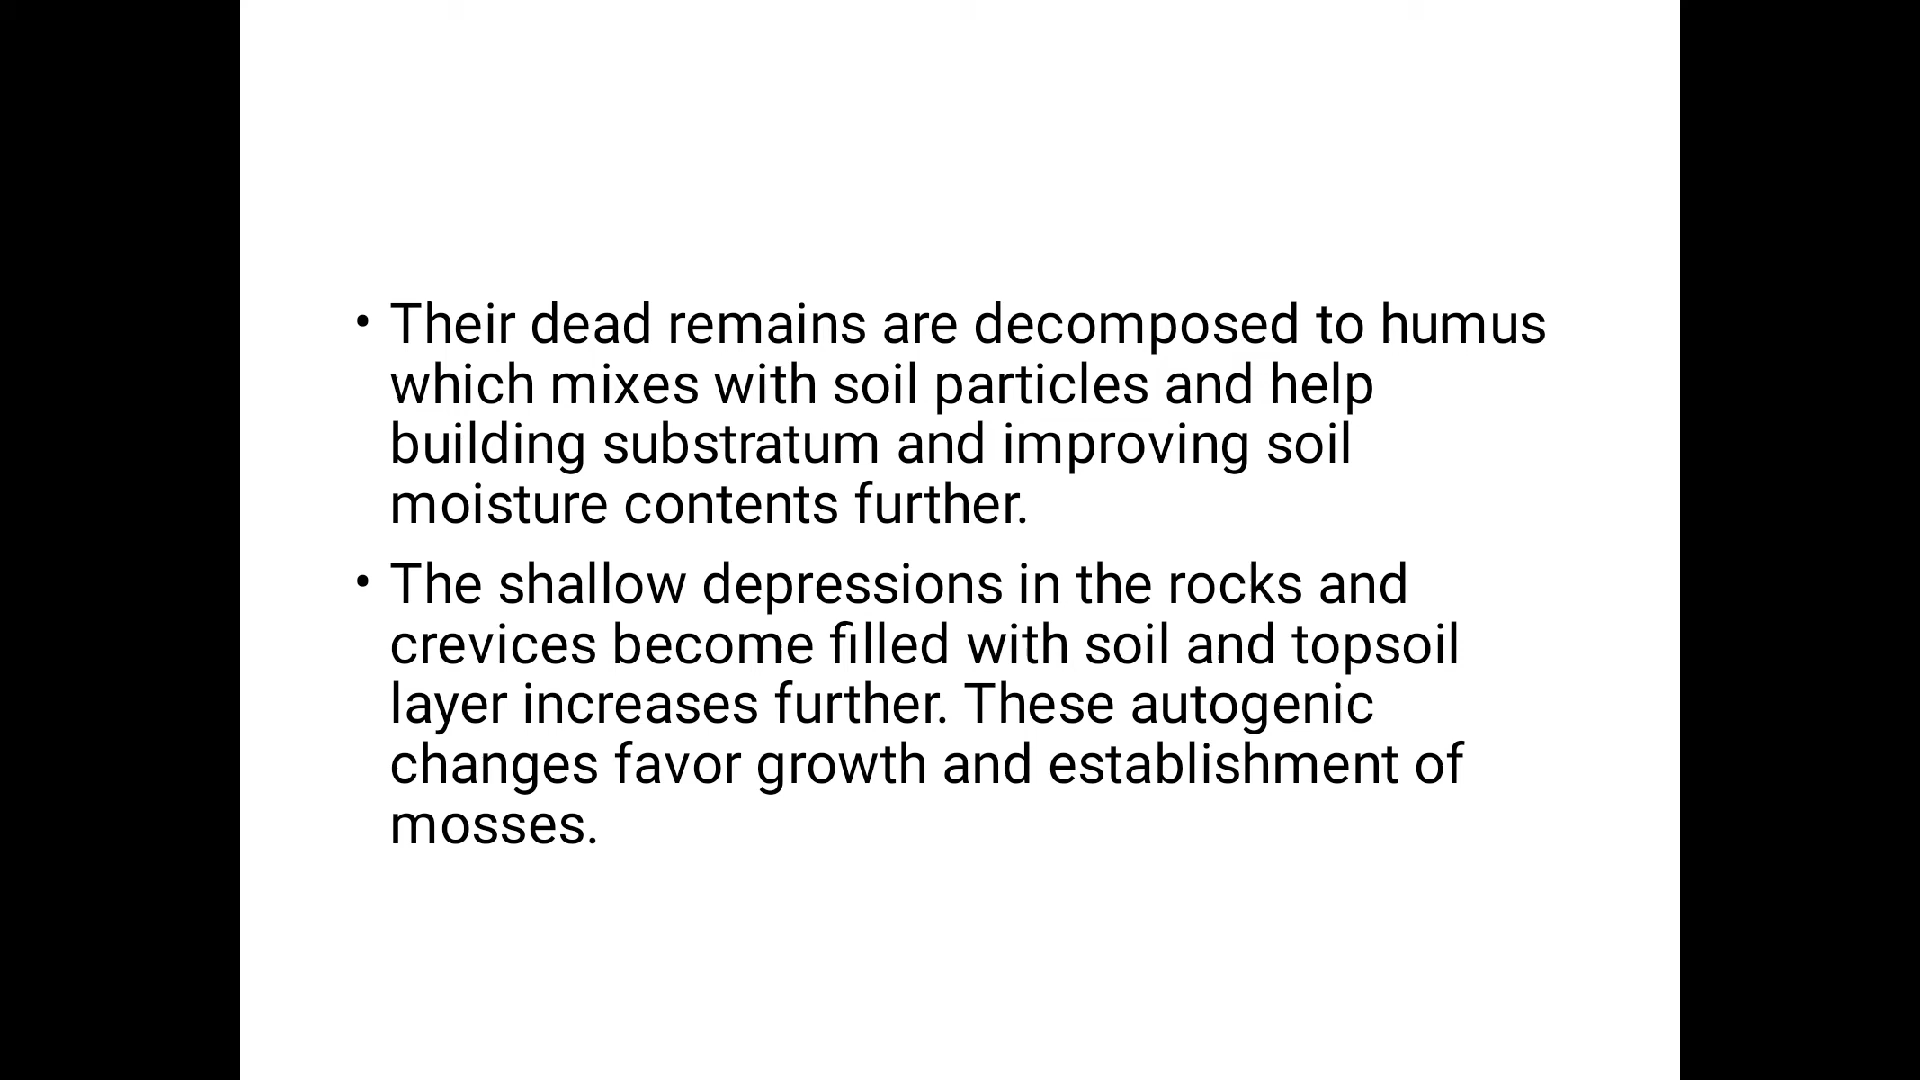 • Their dead remains are decomposed to humus
which mixes with soil particles and help
building substratum and improving soil
moisture contents further.
• The shallow depressions in the rocks and
crevices become filled with soil and topsoil
layer increases further. These autogenic
changes favor growth and establishment of
mosses.